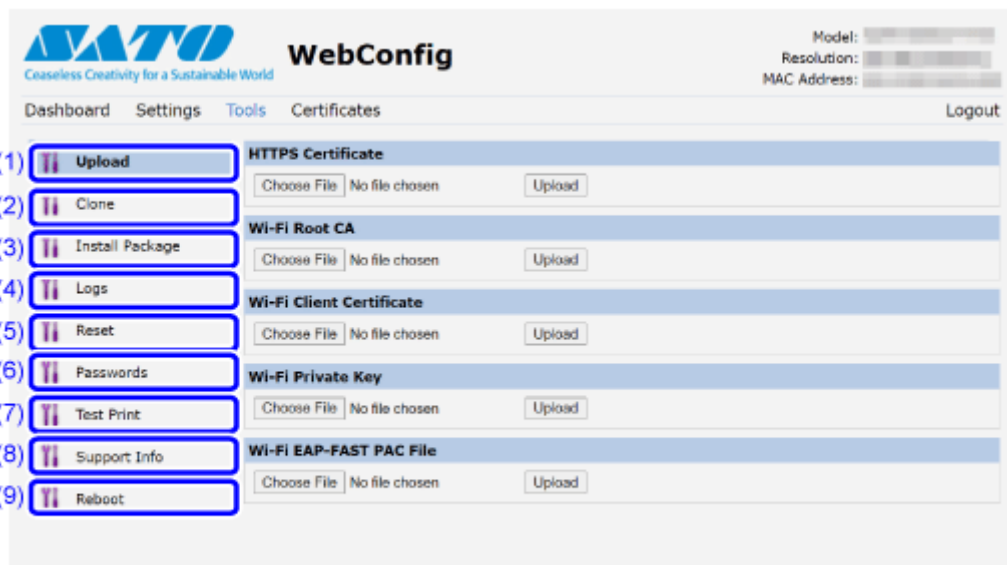 SATO
Ceaseless Creativity for a Sustainable World
WebConfig
Model:
Resolution:
MAC Address:
Dashboard Settings Tools Certificates Logout
(1) Upload
(2) Clone
(3) Install Package
(4) Logs
(5) Reset
(6) Passwords
(7) Test Print
(8) Support Info
(9) Reboot
HTTPS Certificate
Choose File No file chosen Upload
Wi-Fi Root CA
Choose File No file chosen Upload
Wi-Fi Client Certificate
Choose File No file chosen Upload
Wi-Fi Private Key
Choose File No file chosen Upload
Wi-Fi EAP-FAST PAC File
Choose File No file chosen Upload